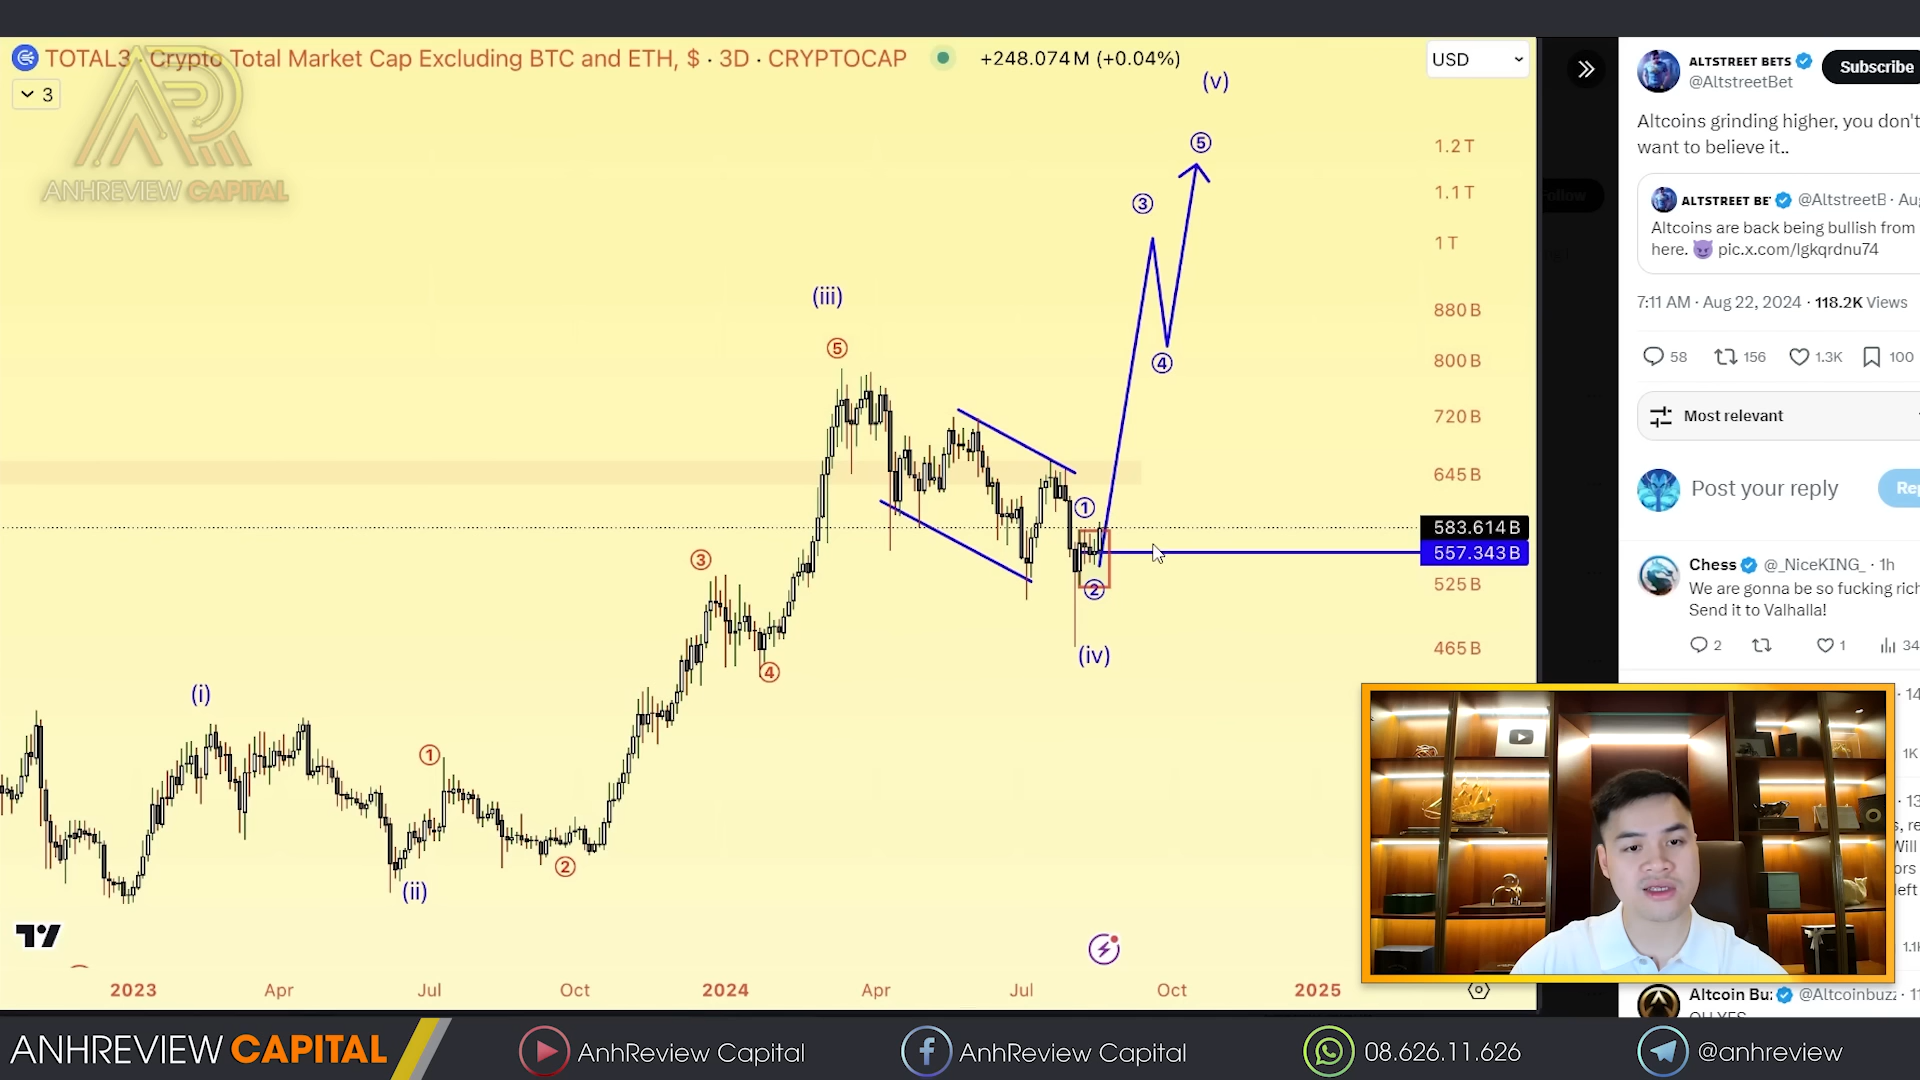 TOTAL3 · Crypto Total Market Cap Excluding BTC and ETH, $ · 3D · CRYPTOCAP
+248.074M (+0.04%)
USD
3
ANHREVIEW CAPITAL
(v)
5
1.2 T
1.1 T
3
1 T
(iii)
880 B
5
800 B
4
720 B
645 B
1
583.614 B
557.343 B
3
2
525 B
(iv)
465 B
4
(i)
1
2
(ii)
2023
Apr
Jul
Oct
2024
Apr
Jul
Oct
2025
ALTSTREET BETS
@AltstreetBet
Subscribe
Altcoins grinding higher, you don't
want to believe it..
ALTSTREET BE @AltstreetB · Aug
Altcoins are back being bullish from
here. 😈 pic.x.com/lgkqrdnu74
7:11 AM · Aug 22, 2024 · 118.2K Views
58
156
1.3K
100
Most relevant
Post your reply
Rep
Chess @_NiceKING_ · 1h
We are gonna be so fucking rich
Send it to Valhalla!
2
1
34
Altcoin Bu: @Altcoinbuzz
OH YES
ANHREVIEW CAPITAL
AnhReview Capital
AnhReview Capital
08.626.11.626
@anhreview